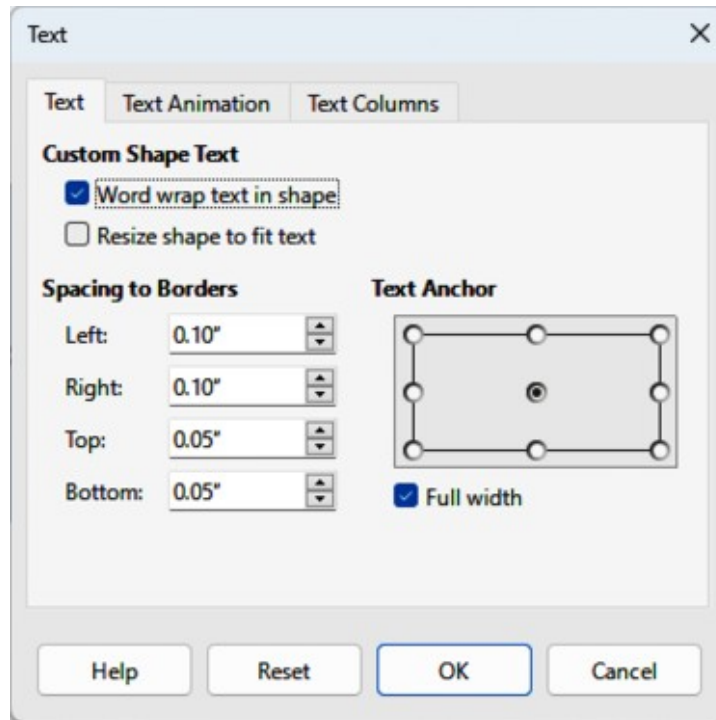 Text
Text Text Animation Text Columns
Custom Shape Text
Word wrap text in shape
Resize shape to fit text
Spacing to Borders
Left: 0.10"
Right: 0.10"
Top: 0.05"
Bottom: 0.05"
Text Anchor
Full width
Help Reset OK Cancel